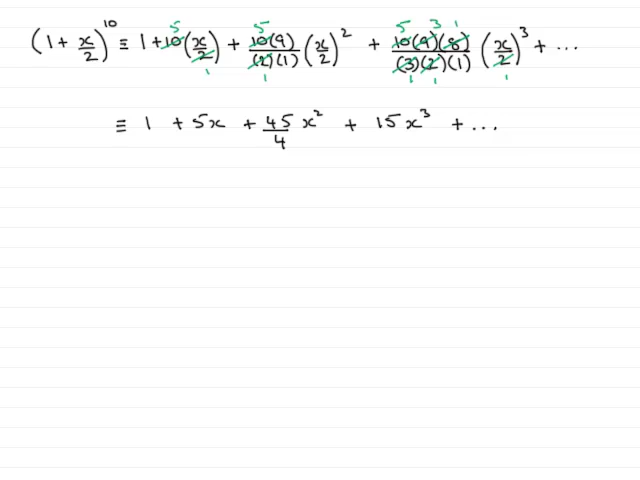 (1 + x/2)^10 ≡ 1 + 10(x/2) + 10(9)/(2)(1) (x/2)^2 + 10(9)(8)/(3)(2)(1) (x/2)^3 + ...
≡ 1 + 5x + 45/4 x^2 + 15x^3 + ...